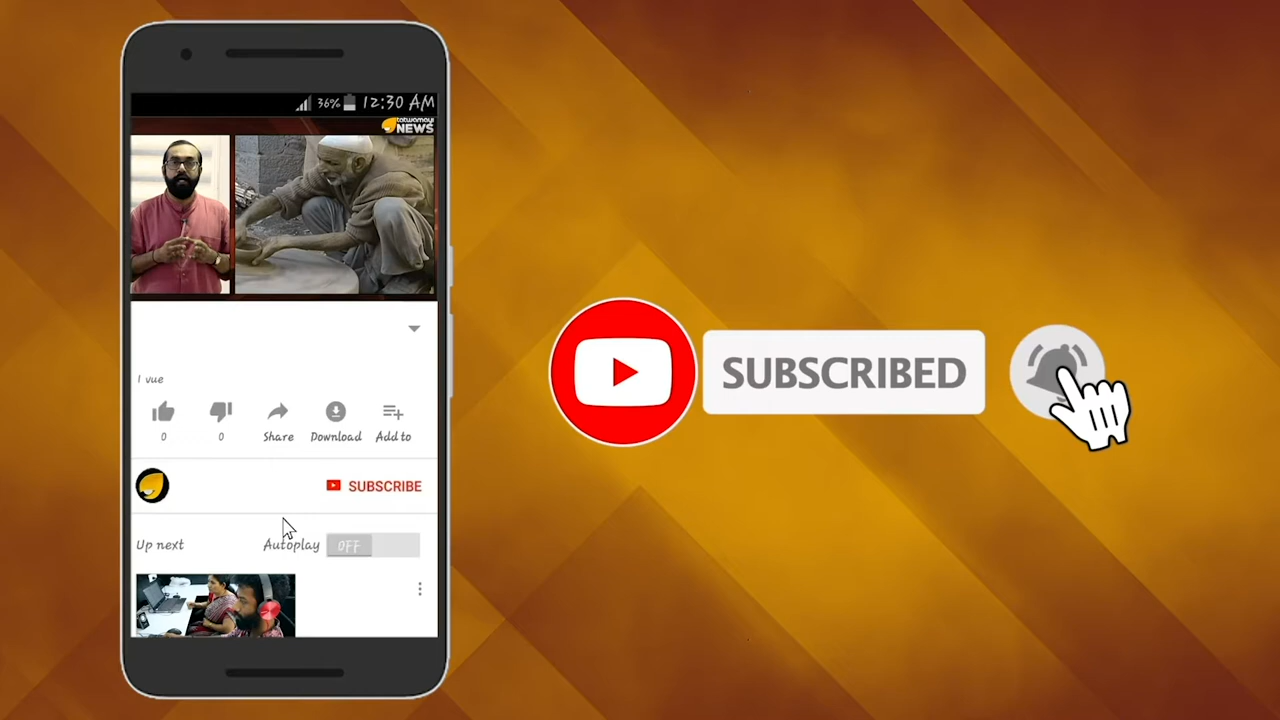 36% 12:30 AM
tatwamayi
NEWS
1 vue
0 0 Share Download Add to
SUBSCRIBE
Up next Autoplay OFF
SUBSCRIBED